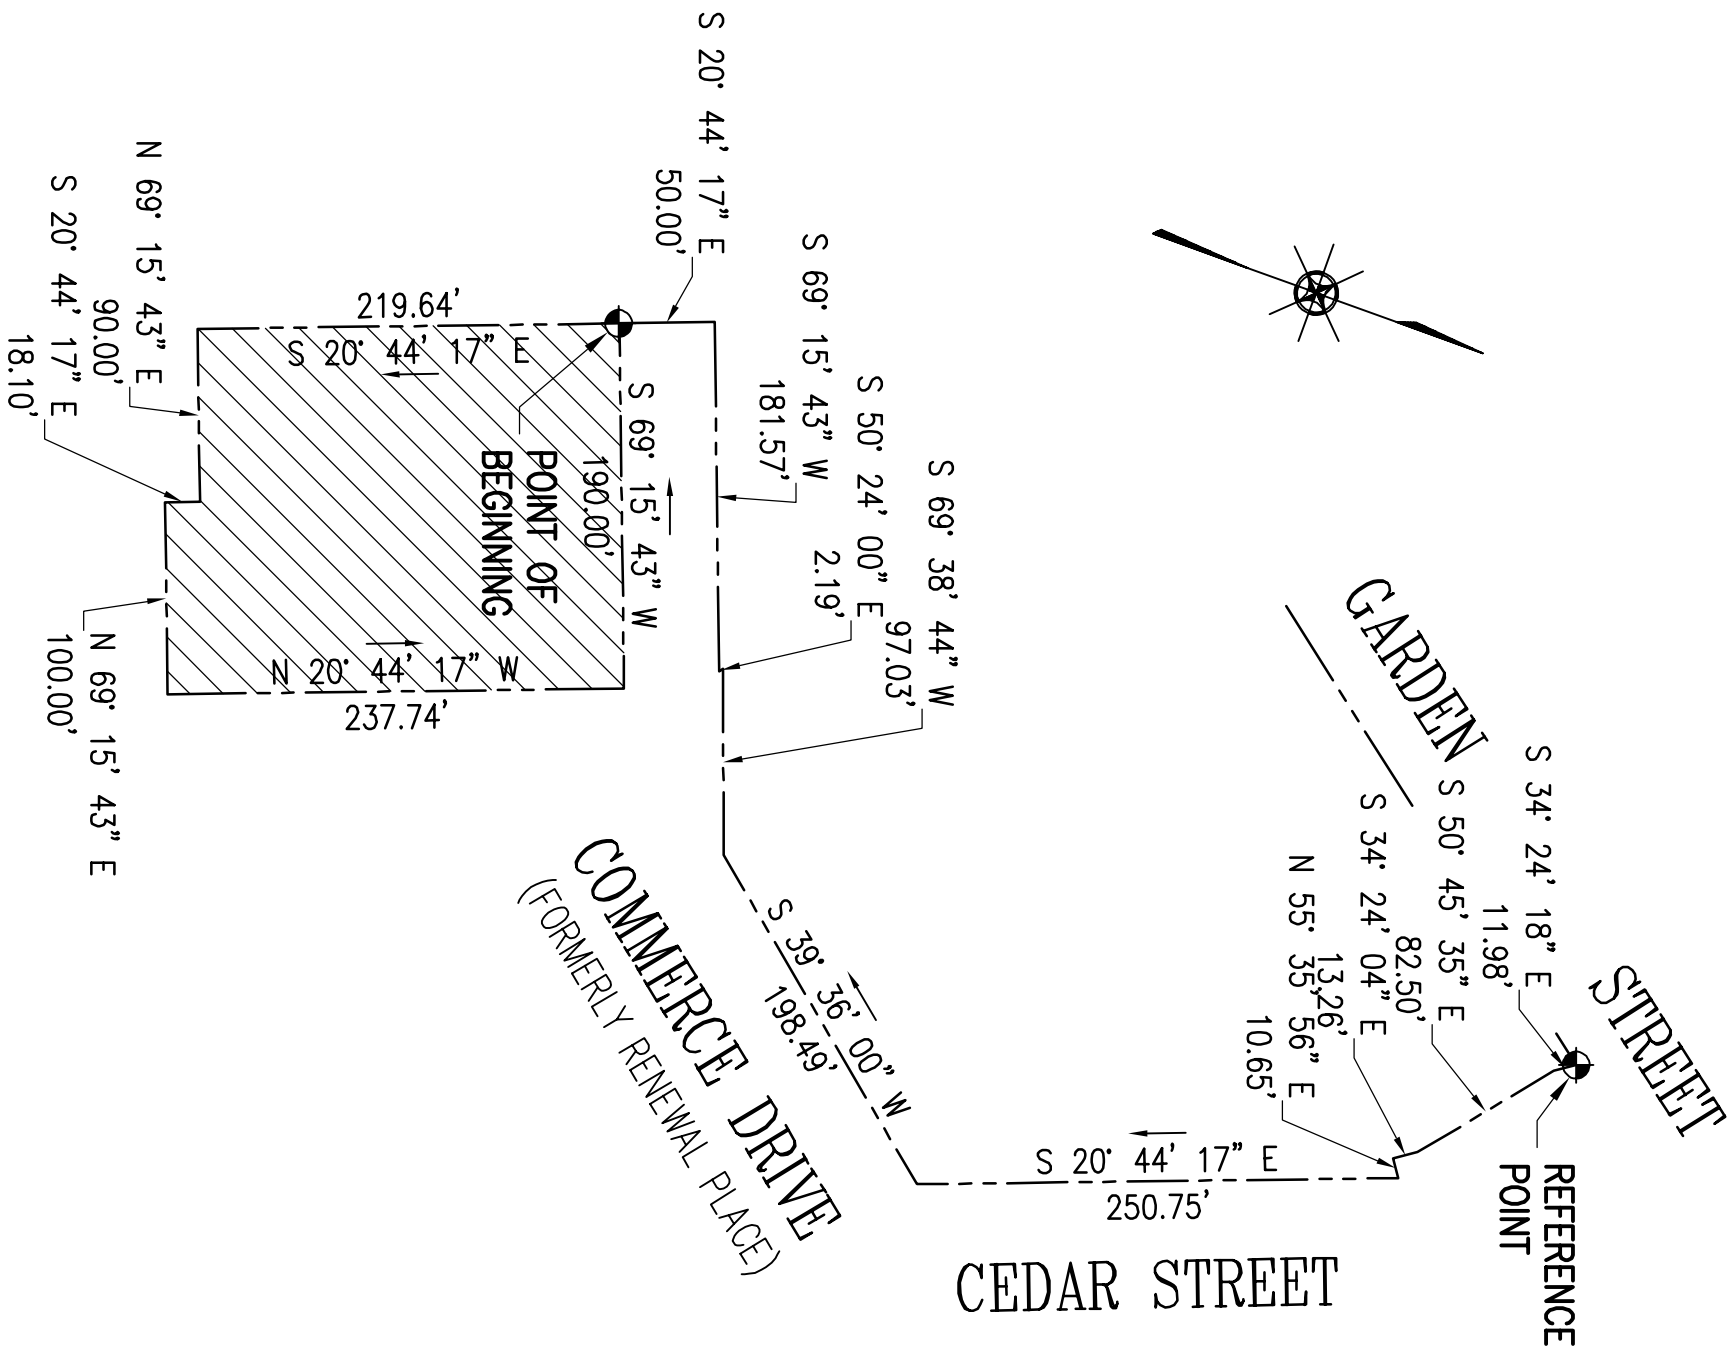 S 20° 44' 17" E
50.00'
S 69° 15' 43" W
181.57'
S 50° 24' 00" E
2.19'
S 69° 38' 44" W
97.03'
GARDEN
STREET
S 34° 24' 18" E
11.98'
S 50° 45' 35" E
82.50'
S 34° 24' 04" E
13.26'
N 55° 35' 56" E
10.65'
REFERENCE
POINT
S 20° 44' 17" E
250.75'
CEDAR STREET
S 39° 36' 00" W
198.49'
COMMERCE DRIVE
(FORMERLY RENEWAL PLACE)
S 69° 15' 43" W
190.00'
POINT OF
BEGINNING
219.64'
S 20° 44' 17" E
N 20° 44' 17" W
237.74'
N 69° 15' 43" E
90.00'
S 20° 44' 17" E
18.10'
N 69° 15' 43" E
100.00'